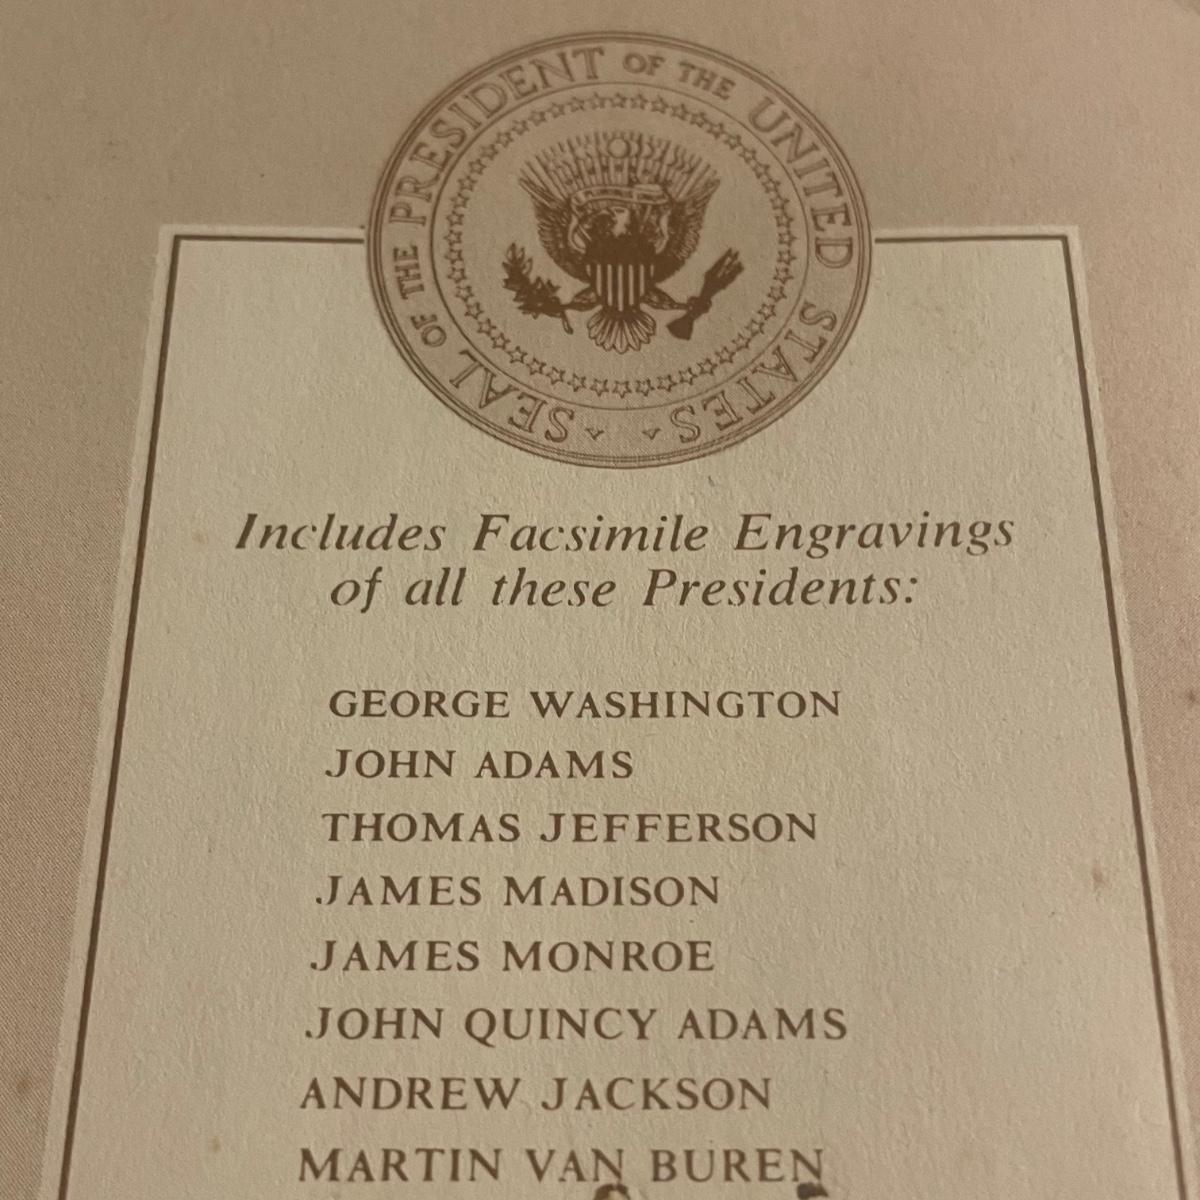 SEAL OF THE PRESIDENT OF THE UNITED STATES
Includes Facsimile Engravings
of all these Presidents:
GEORGE WASHINGTON
JOHN ADAMS
THOMAS JEFFERSON
JAMES MADISON
JAMES MONROE
JOHN QUINCY ADAMS
ANDREW JACKSON
MARTIN VAN BUREN